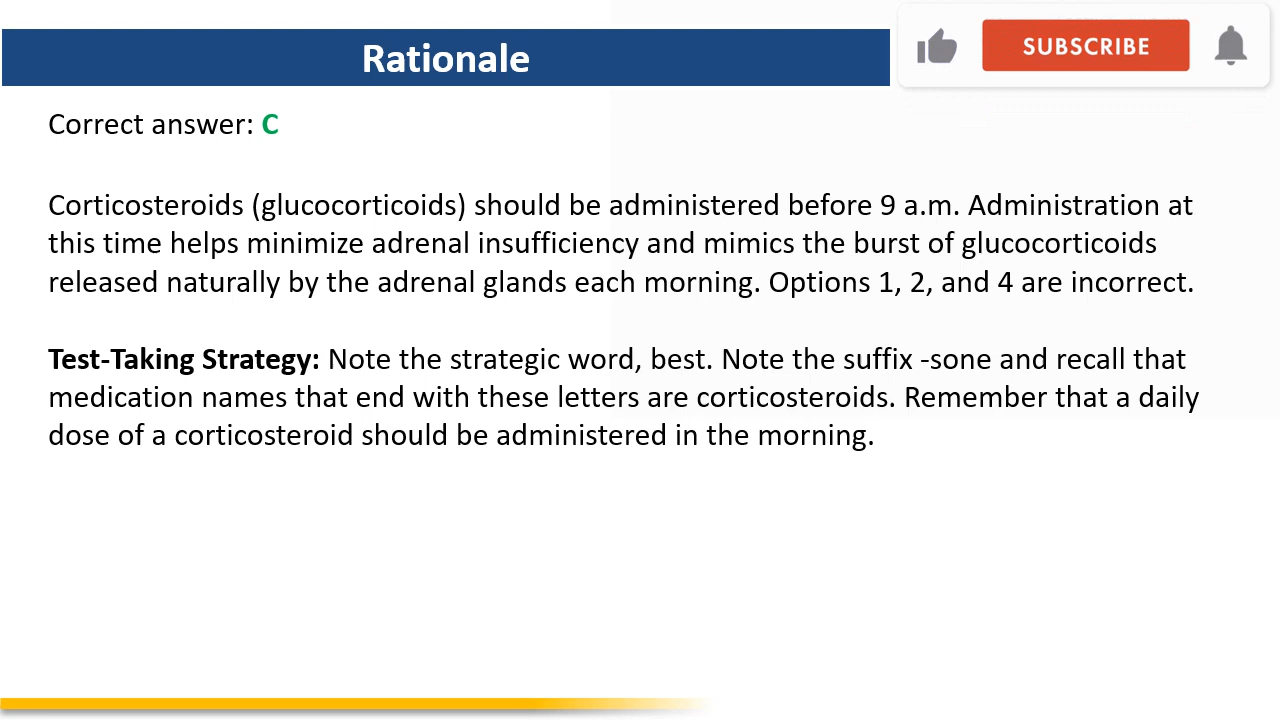 Rationale
SUBSCRIBE
Correct answer: C
Corticosteroids (glucocorticoids) should be administered before 9 a.m. Administration at
this time helps minimize adrenal insufficiency and mimics the burst of glucocorticoids
released naturally by the adrenal glands each morning. Options 1, 2, and 4 are incorrect.
Test-Taking Strategy: Note the strategic word, best. Note the suffix -sone and recall that
medication names that end with these letters are corticosteroids. Remember that a daily
dose of a corticosteroid should be administered in the morning.